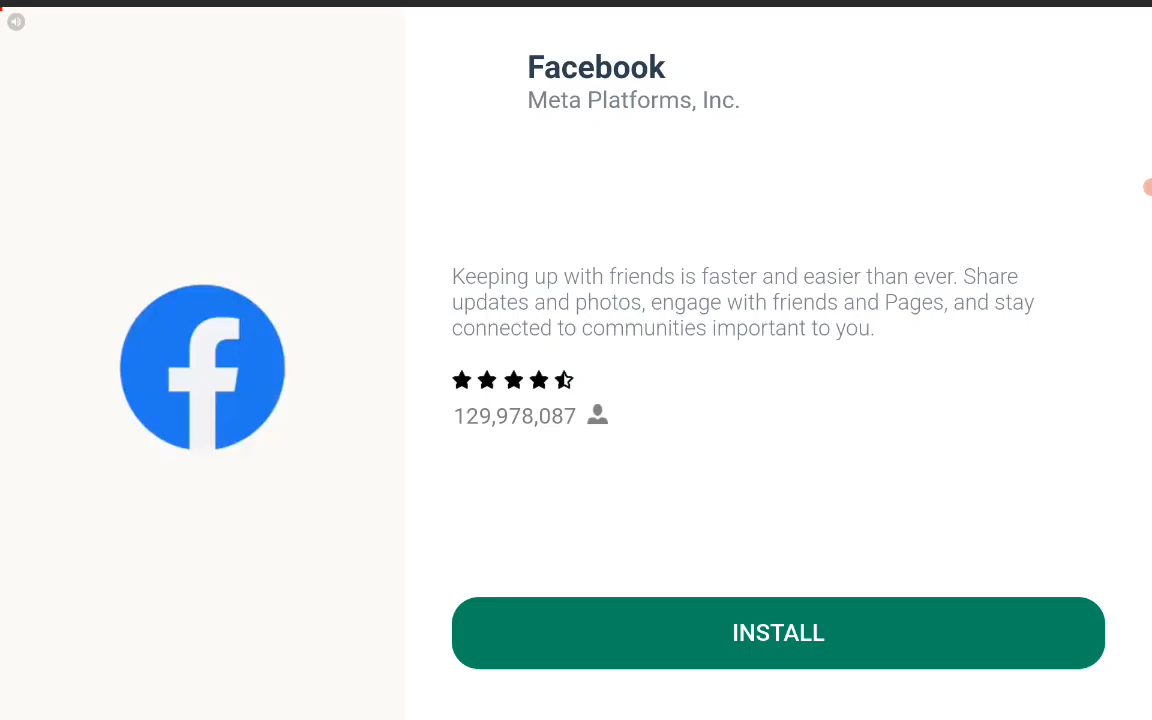 Facebook
Meta Platforms, Inc.
Keeping up with friends is faster and easier than ever. Share
updates and photos, engage with friends and Pages, and stay
connected to communities important to you.
129,978,087
INSTALL